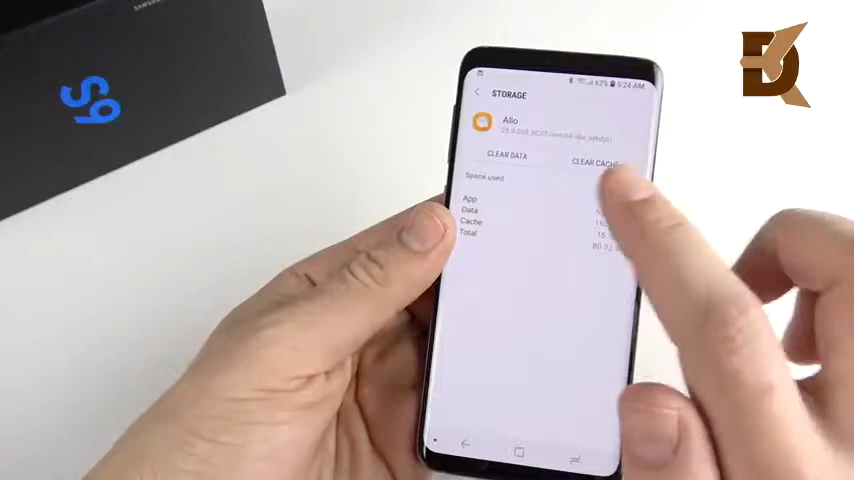 SAMSUNG
S9
62% 9:24 AM
STORAGE
Allo
CLEAR DATA
CLEAR CACHE
Space used
App
Data
Cache
Total